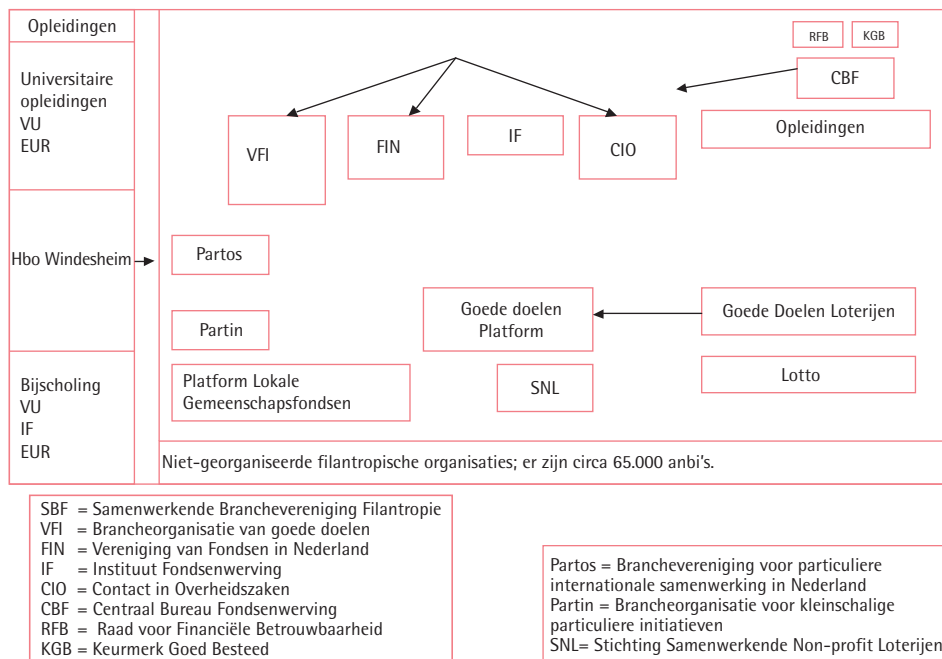 Opleidingen
Universitaire
opleidingen
VU
EUR
Hbo Windesheim
Bijscholing
VU
IF
EUR
RFB
KGB
CBF
Opleidingen
VFI
FIN
IF
CIO
Partos
Partin
Goede doelen
Platform
Goede Doelen Loterijen
Platform Lokale
Gemeenschapsfondsen
SNL
Lotto
Niet-georganiseerde filantropische organisaties; er zijn circa 65.000 anbi's.
SBF = Samenwerkende Branchevereniging Filantropie
VFI = Brancheorganisatie van goede doelen
FIN = Vereniging van Fondsen in Nederland
IF = Instituut Fondsenwerving
CIO = Contact in Overheidszaken
CBF = Centraal Bureau Fondsenwerving
RFB = Raad voor Financiële Betrouwbaarheid
KGB = Keurmerk Goed Besteed
Partos = Branchevereniging voor particuliere
internationale samenwerking in Nederland
Partin = Brancheorganisatie voor kleinschalige
particuliere initiatieven
SNL= Stichting Samenwerkende Non-profit Loterijen